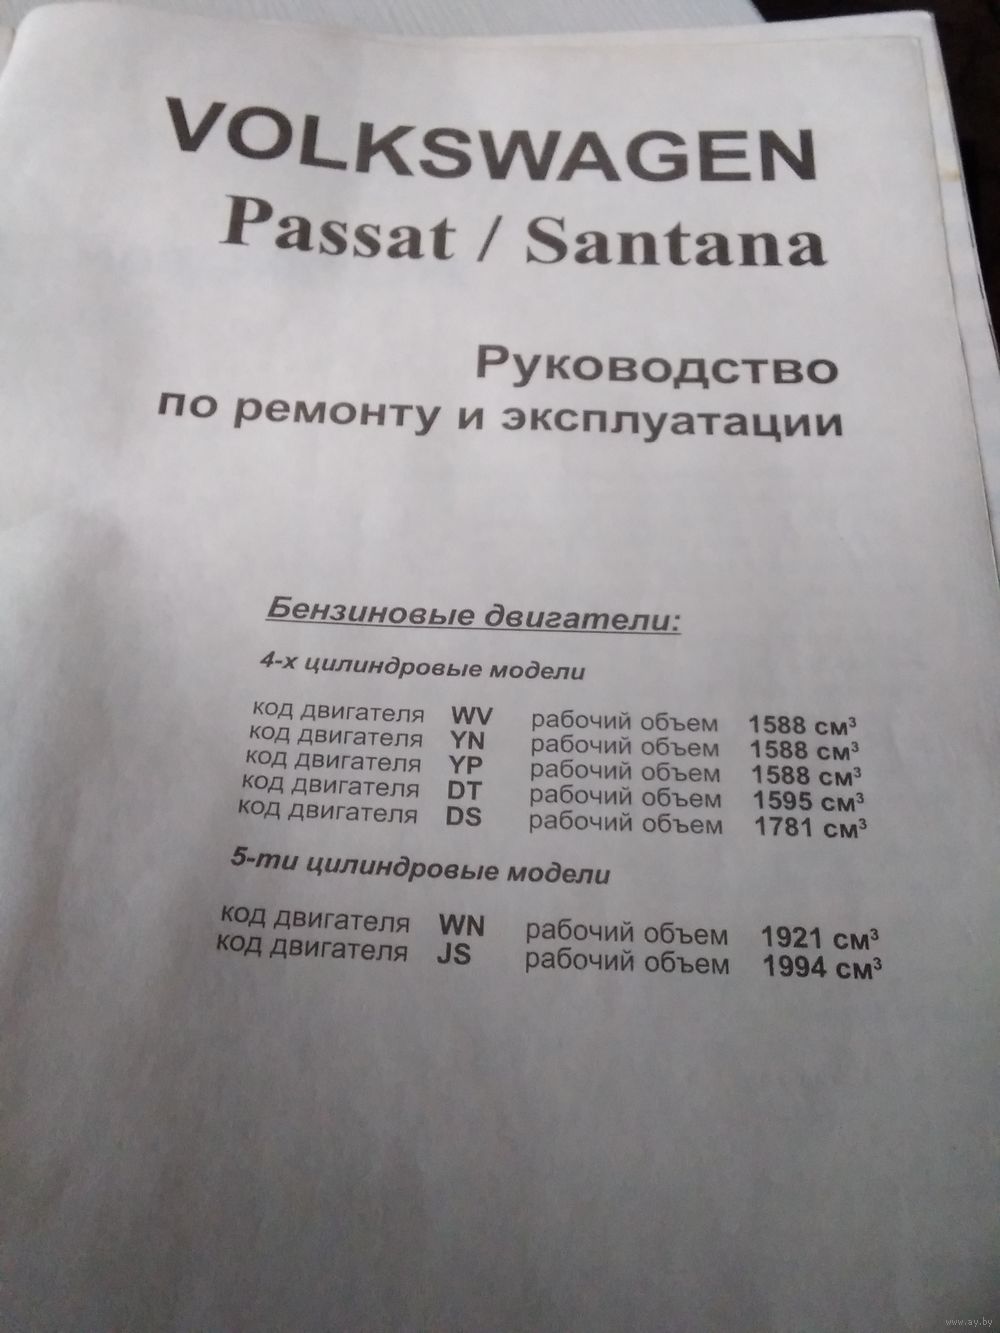 VOLKSWAGEN
Passat / Santana
Руководство
по ремонту и эксплуатации
Бензиновые двигатели:
4-х цилиндровые модели
код двигателя WV рабочий объем 1588 см³
код двигателя YN рабочий объем 1588 см³
код двигателя YP рабочий объем 1588 см³
код двигателя DT рабочий объем 1595 см³
код двигателя DS рабочий объем 1781 см³
5-ти цилиндровые модели
код двигателя WN рабочий объем 1921 см³
код двигателя JS рабочий объем 1994 см³
www.ay.by